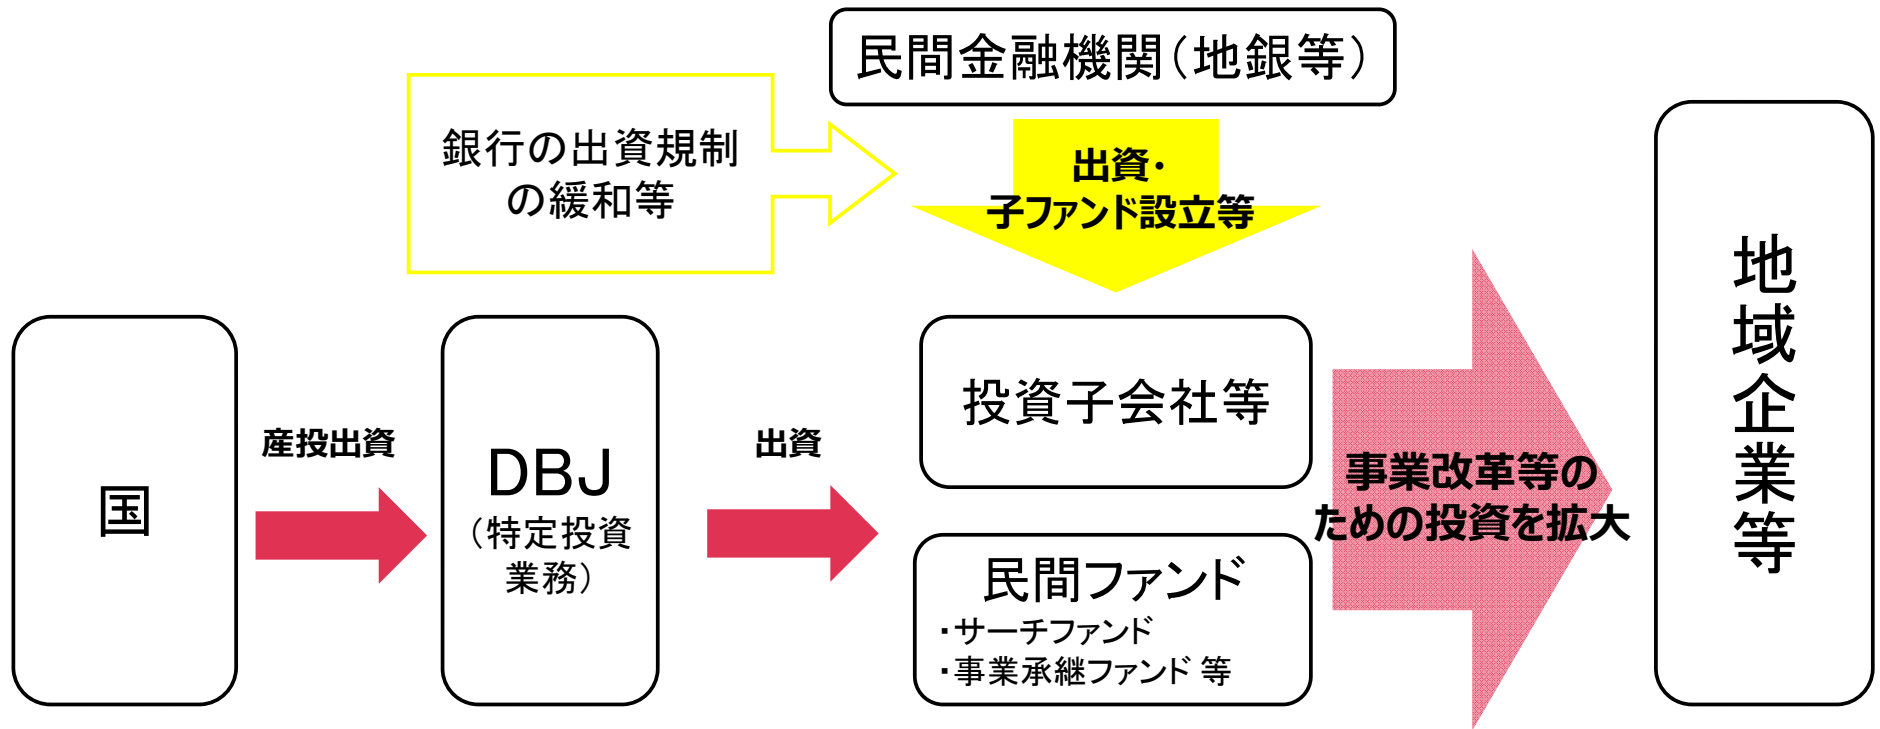 民間金融機関（地銀等）
銀行の出資規制
の緩和等
出資・
子ファンド設立等
国
産投出資
DBJ
（特定投資
業務）
出資
投資子会社等
民間ファンド
・サーチファンド
・事業承継ファンド 等
事業改革等の
ための投資を拡大
地域企業等